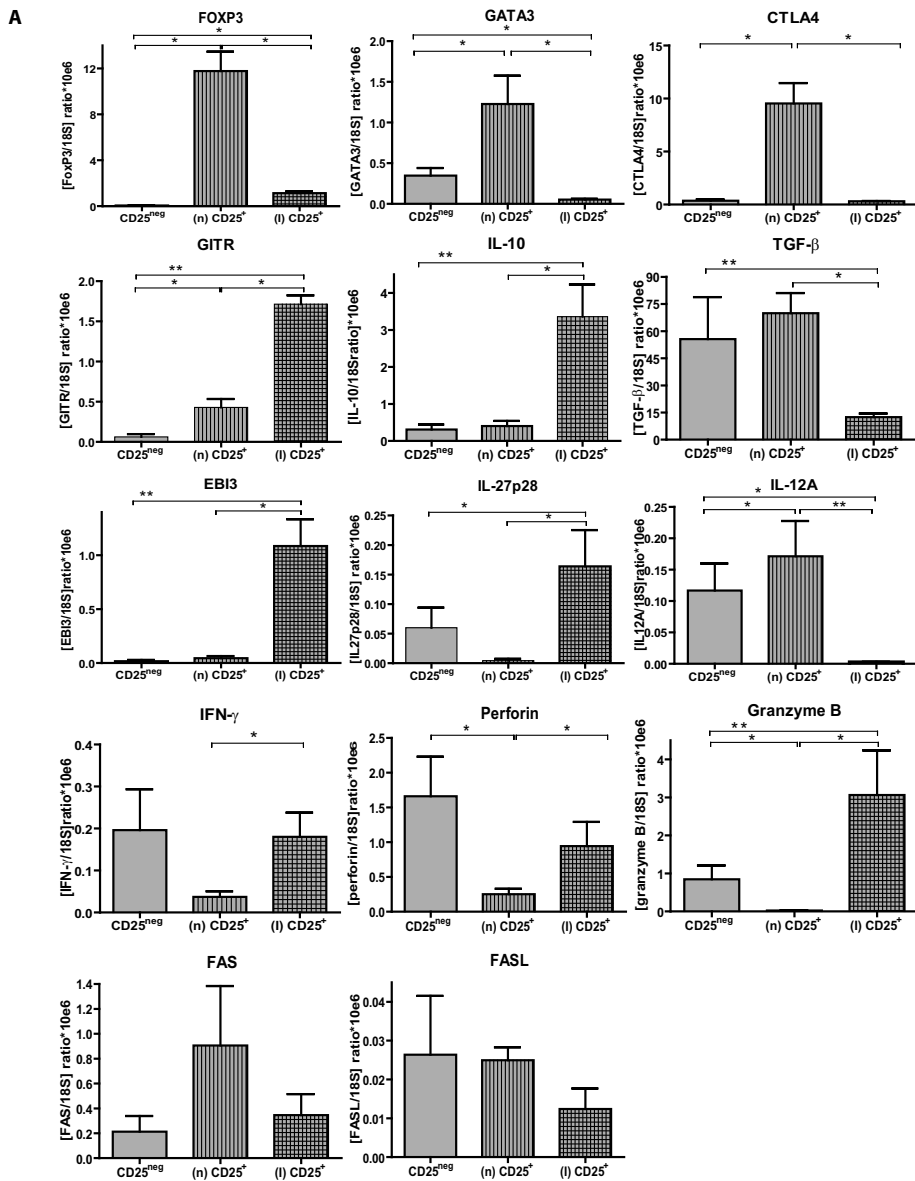 A
FOXP3
[FoxP3/18S] ratio*10e6
12
8
4
0
*
* *
CD25neg (n) CD25+ (I) CD25+
GATA3
[GATA3/18S] ratio*10e6
2.0
1.5
1.0
0.5
0.0
*
* *
CD25neg (n) CD25+ (I) CD25+
CTLA4
[CTLA4/18S]ratio*10e6
15
10
5
0
* *
CD25neg (n) CD25+ (I) CD25+
GITR
[GITR/18S] ratio*10e6
2.0
1.5
1.0
0.5
0.0
**
* *
CD25neg (n) CD25+ (I) CD25+
IL-10
[IL-10/18Sratio]*10e6
4
3
2
1
0
**
*
CD25neg (n) CD25+ (I) CD25+
TGF-β
[TGF-β/18S] ratio*10e6
90
75
60
45
30
15
0
**
*
CD25neg (n) CD25+ (I) CD25+
EBI3
[EBI3/18S]ratio*10e6
1.0
0.5
0.0
**
*
CD25neg (n) CD25+ (I) CD25+
IL-27p28
[IL27p28/18S] ratio*10e6
0.25
0.20
0.15
0.10
0.05
0.00
*
*
CD25neg (n) CD25+ (I) CD25+
IL-12A
[IL12A/18S]ratio*10e6
0.25
0.20
0.15
0.10
0.05
0.00
*
* **
CD25neg (n) CD25+ (I) CD25+
IFN-γ
[IFN-γ/18S]ratio*10e6
0.4
0.3
0.2
0.1
0.0
*
CD25neg (n) CD25+ (I) CD25+
Perforin
[perforin/18S]ratio*10e6
2.5
2.0
1.5
1.0
0.5
0.0
* *
CD25neg (n) CD25+ (I) CD25+
Granzyme B
[granzyme B/18S] ratio*10e6
4
3
2
1
0
**
* *
CD25neg (n) CD25+ (I) CD25+
FAS
[FAS/18S] ratio*10e6
1.4
1.2
1.0
0.8
0.6
0.4
0.2
0.0
CD25neg (n) CD25+ (I) CD25+
FASL
[FASL/18S] ratio*10e6
0.04
0.03
0.02
0.01
0.00
CD25neg (n) CD25+ (I) CD25+